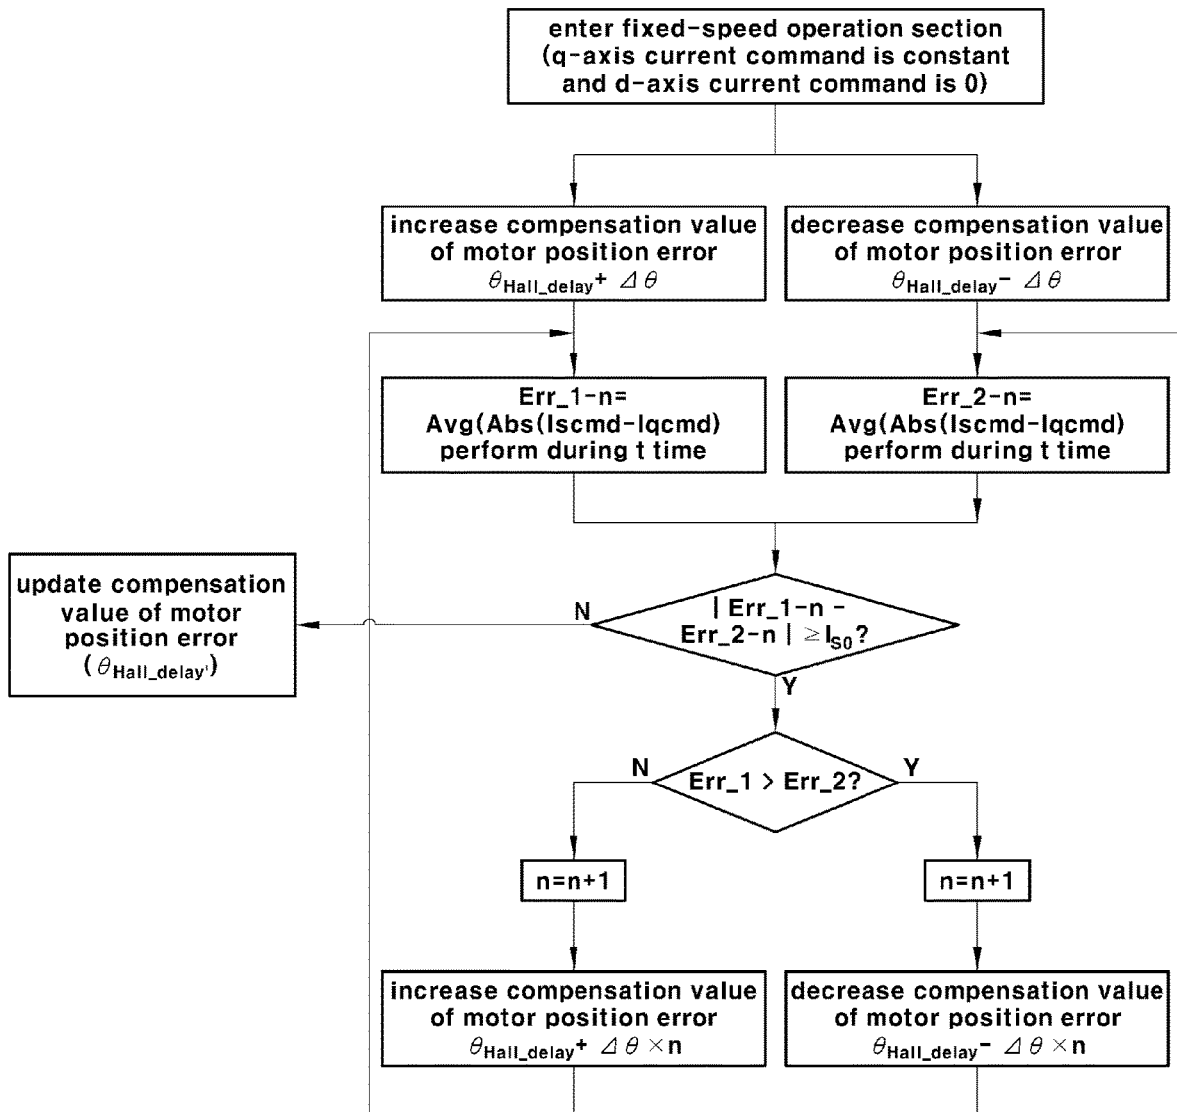 enter fixed-speed operation section
(q-axis current command is constant
and d-axis current command is 0)
increase compensation value
of motor position error
θHall_delay+ Δθ
decrease compensation value
of motor position error
θHall_delay- Δθ
Err_1-n=
Avg(Abs(Iscmd-Iqcmd)
perform during t time
Err_2-n=
Avg(Abs(Iscmd-Iqcmd)
perform during t time
update compensation
value of motor
position error
(θHall_delay')
N
| Err_1-n -
Err_2-n | ≥IS0?
Y
N
Err_1 > Err_2?
Y
n=n+1
n=n+1
increase compensation value
of motor position error
θHall_delay+ Δθ×n
decrease compensation value
of motor position error
θHall_delay- Δθ×n